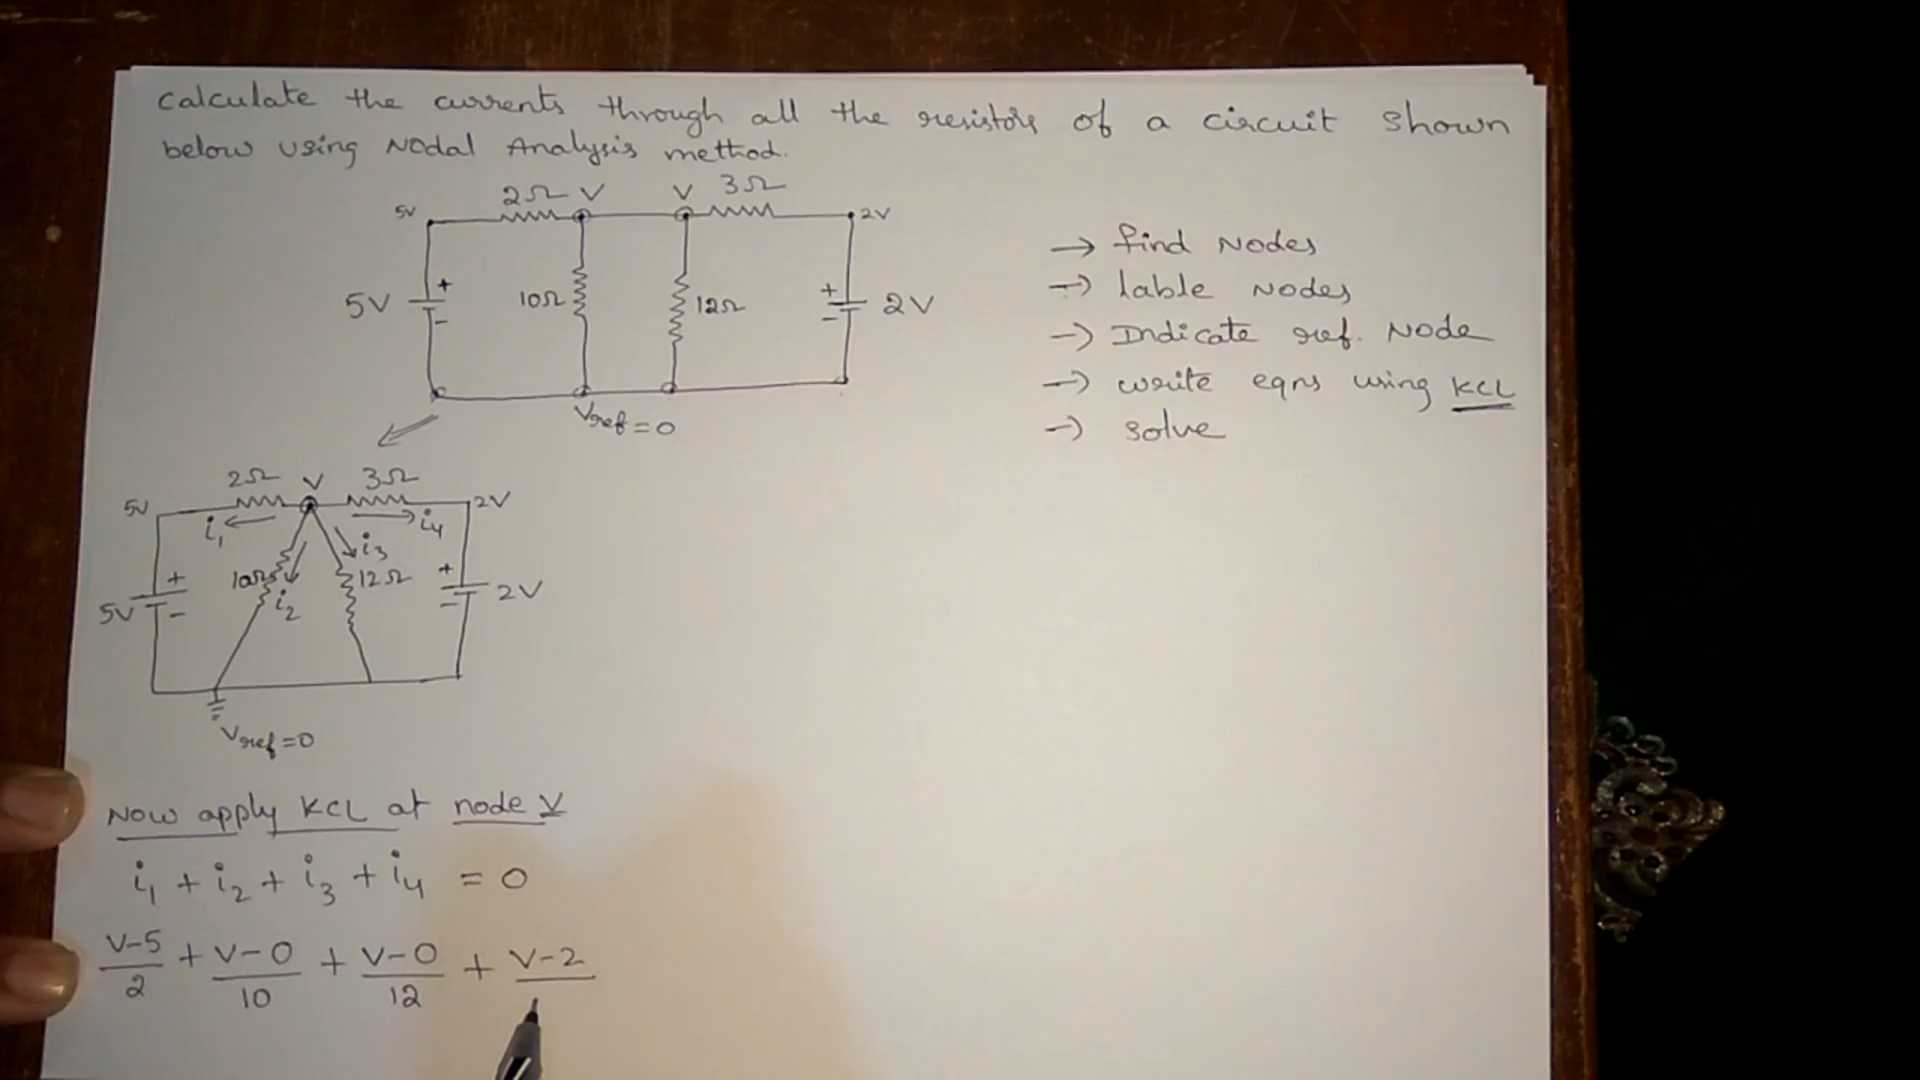 calculate the currents through all the resistors of a circuit shown
below using Nodal Analysis method.
2Ω V V 3Ω
5V 2V
5V + - 10Ω 12Ω + - 2V
Vref = 0
→ find Nodes
→ lable Nodes
→ Indicate ref. Node
→ write eqns using KCL
→ solve
2Ω V 3Ω
5V 2V
i₁ i₄
i₃
10Ω 12Ω
i₂
5V + - + - 2V
Vref = 0
Now apply KCL at node V
i₁ + i₂ + i₃ + i₄ = 0
V-5/2 + V-0/10 + V-0/12 + V-2/